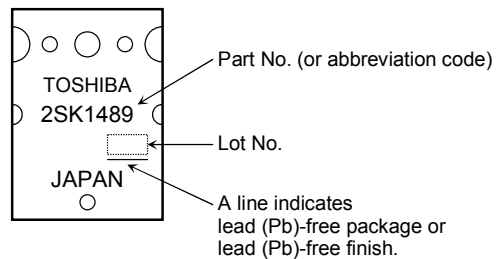 TOSHIBA
2SK1489
JAPAN
Part No. (or abbreviation code)
Lot No.
A line indicates
lead (Pb)-free package or
lead (Pb)-free finish.